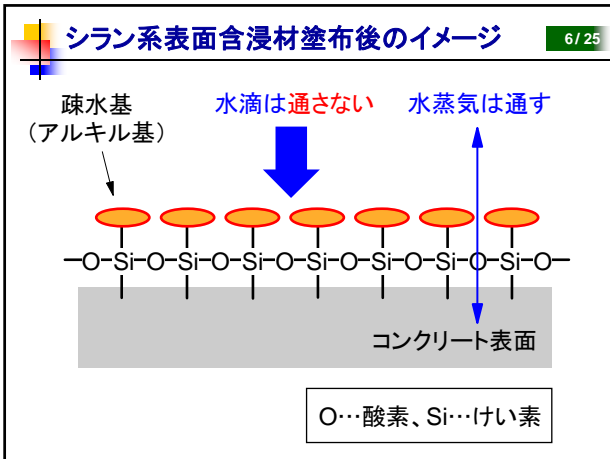 シラン系表面含浸材塗布後のイメージ
6/25
疎水基
（アルキル基）
水滴は通さない
水蒸気は通す
O-Si-O-Si-O-Si-O-Si-O-Si-O-Si-O-Si-O
コンクリート表面
O…酸素、Si…けい素